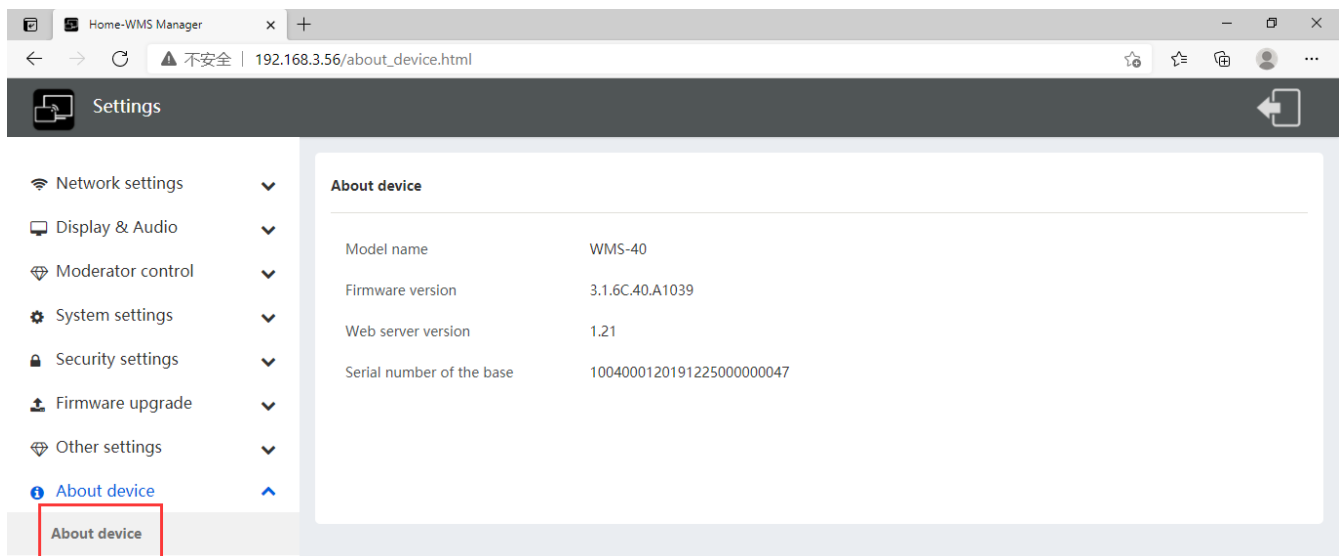 Home-WMS Manager
不安全 192.168.3.56/about_device.html
Settings
Network settings
Display & Audio
Moderator control
System settings
Security settings
Firmware upgrade
Other settings
About device
About device
About device
Model name WMS-40
Firmware version 3.1.6C.40.A1039
Web server version 1.21
Serial number of the base 1004000120191225000000047